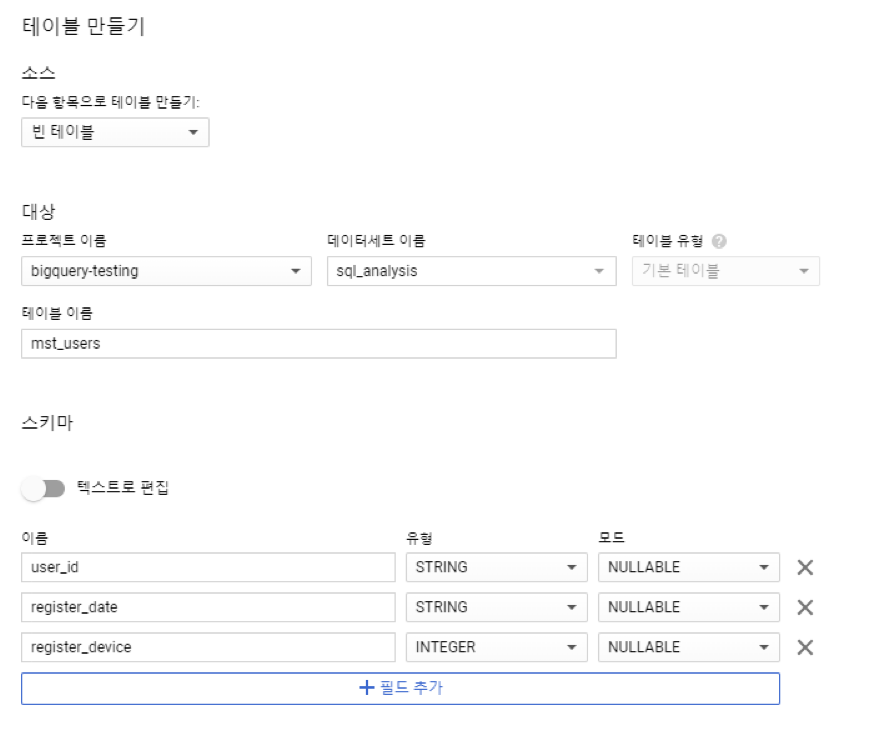 테이블 만들기
소스
다음 항목으로 테이블 만들기:
빈 테이블
대상
프로젝트 이름 데이터세트 이름 테이블 유형 ?
bigquery-testing sql_analysis 기본 테이블
테이블 이름
mst_users
스키마
텍스트로 편집
이름 유형 모드
user_id STRING NULLABLE
register_date STRING NULLABLE
register_device INTEGER NULLABLE
+ 필드 추가